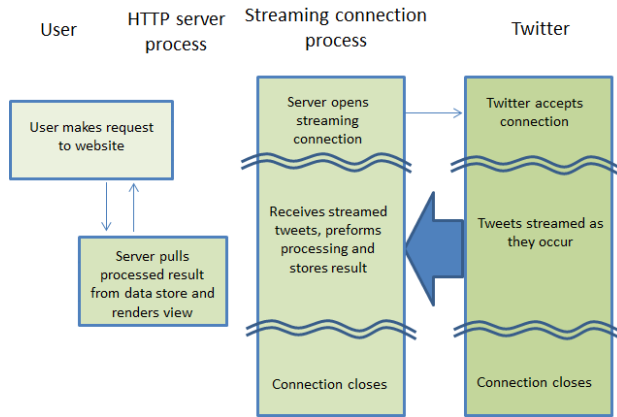 User
HTTP server
process
Streaming connection
process
Twitter
User makes request
to website
Server pulls
processed result
from data store and
renders view
Server opens
streaming
connection
Receives streamed
tweets, preforms
processing and
stores result
Connection closes
Twitter accepts
connection
Tweets streamed as
they occur
Connection closes